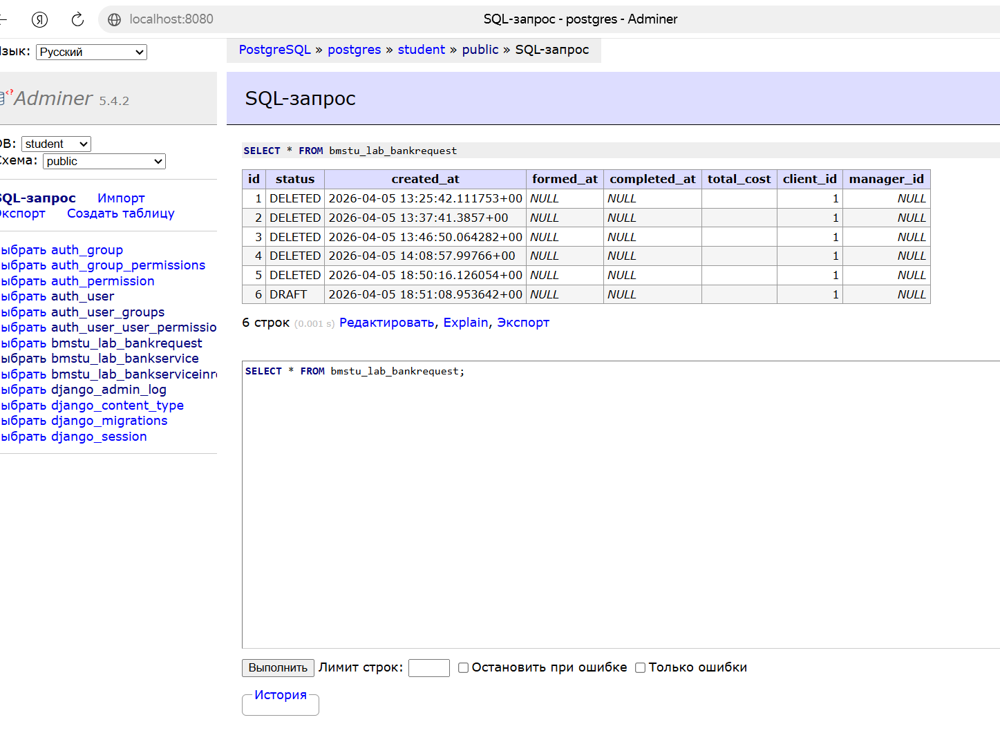 localhost:8080
SQL-запрос - postgres - Adminer
Русский
PostgreSQL » postgres » student » public » SQL-запрос
Adminer 5.4.2
SQL-запрос
student
public
SELECT * FROM bmstu_lab_bankrequest
id status created_at formed_at completed_at total_cost client_id manager_id
1 DELETED 2026-04-05 13:25:42.111753+00 NULL NULL 1 NULL
2 DELETED 2026-04-05 13:37:41.3857+00 NULL NULL 1 NULL
3 DELETED 2026-04-05 13:46:50.064282+00 NULL NULL 1 NULL
4 DELETED 2026-04-05 14:08:57.99766+00 NULL NULL 1 NULL
5 DELETED 2026-04-05 18:50:16.126054+00 NULL NULL 1 NULL
6 DRAFT 2026-04-05 18:51:08.953642+00 NULL NULL 1 NULL
6 строк (0.001 s) Редактировать, Explain, Экспорт
SQL-запрос Импорт
Экспорт Создать таблицу
ыбрать auth_group
ыбрать auth_group_permissions
ыбрать auth_permission
ыбрать auth_user
ыбрать auth_user_groups
ыбрать auth_user_user_permissio
ыбрать bmstu_lab_bankrequest
ыбрать bmstu_lab_bankservice
ыбрать bmstu_lab_bankserviceinre
ыбрать django_admin_log
ыбрать django_content_type
ыбрать django_migrations
ыбрать django_session
SELECT * FROM bmstu_lab_bankrequest;
Выполнить Лимит строк: Остановить при ошибке Только ошибки
История